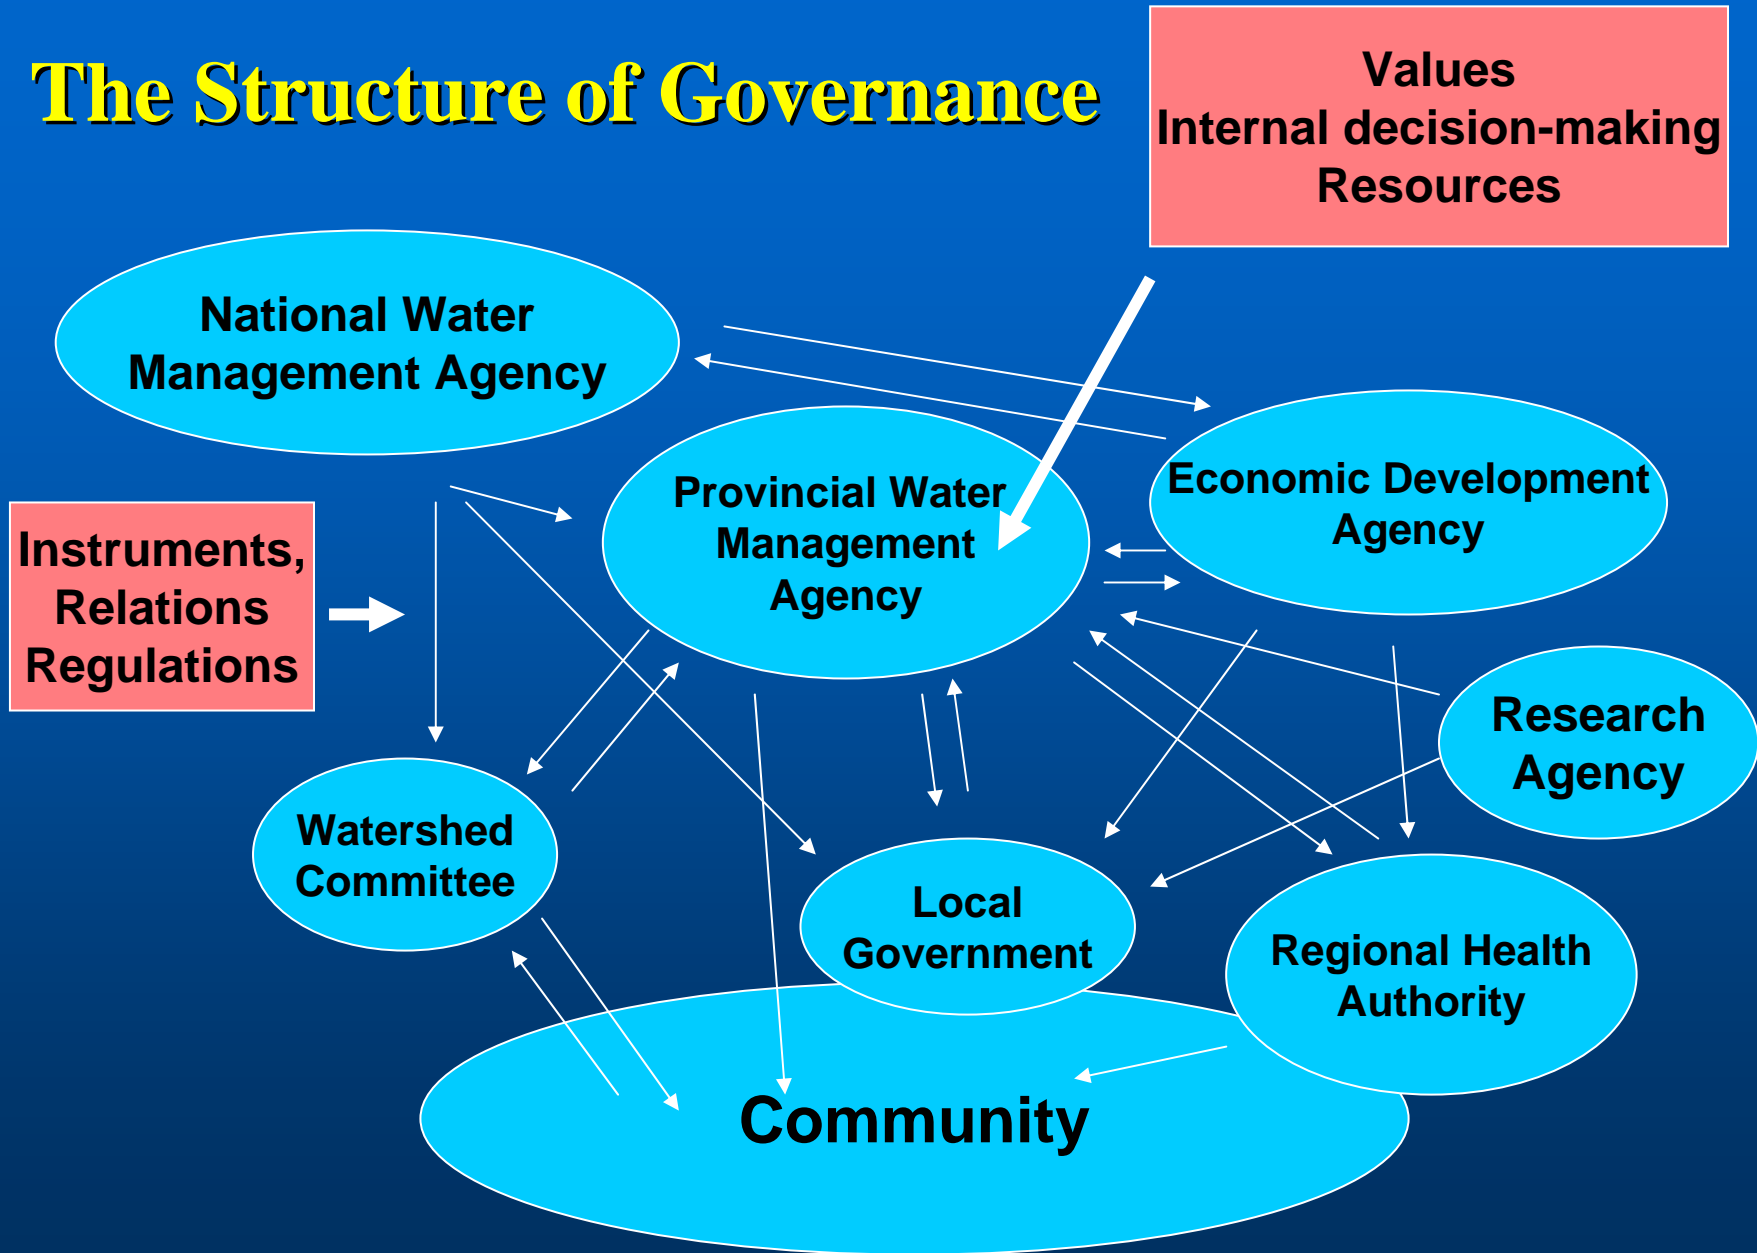 The Structure of Governance
Values
Internal decision-making
Resources
National Water
Management Agency
Provincial Water
Management
Agency
Economic Development
Agency
Instruments,
Relations
Regulations
Research
Agency
Watershed
Committee
Local
Government
Regional Health
Authority
Community